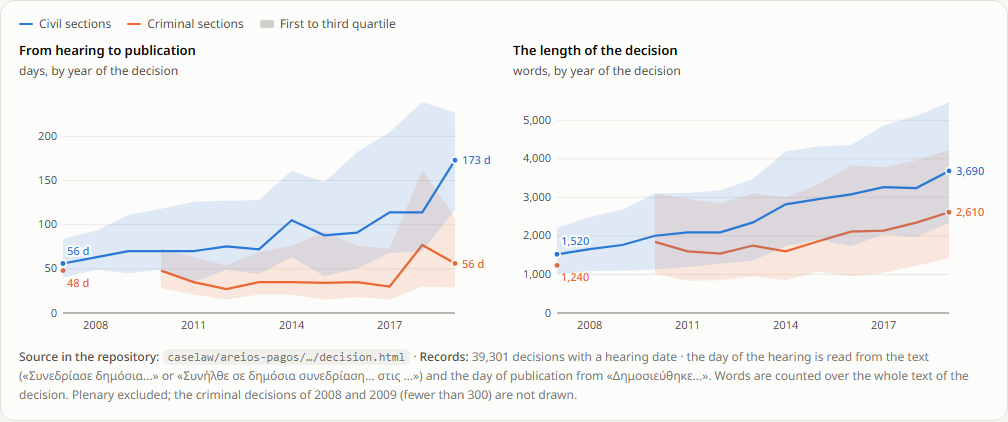 Civil sections
Criminal sections
First to third quartile
From hearing to publication
days, by year of the decision
200
150
100
50
0
56 d
48 d
173 d
56 d
2008
2011
2014
2017
The length of the decision
words, by year of the decision
5,000
4,000
3,000
2,000
1,000
0
1,520
1,240
3,690
2,610
2008
2011
2014
2017
Source in the repository: caselaw/areios-pagos/…/decision.html · Records: 39,301 decisions with a hearing date · the day of the hearing is read from the text
(«Συνεδρίασε δημόσια…» or «Συνήλθε σε δημόσια συνεδρίαση… στις …») and the day of publication from «Δημοσιεύθηκε…». Words are counted over the whole text of the
decision. Plenary excluded; the criminal decisions of 2008 and 2009 (fewer than 300) are not drawn.